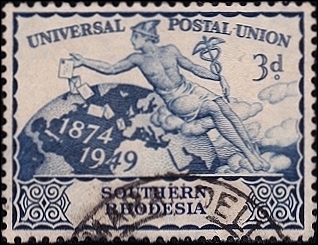 UNIVERSAL POSTAL·UNION
3d.
1874
1949
SOUTHERN
RHODESIA